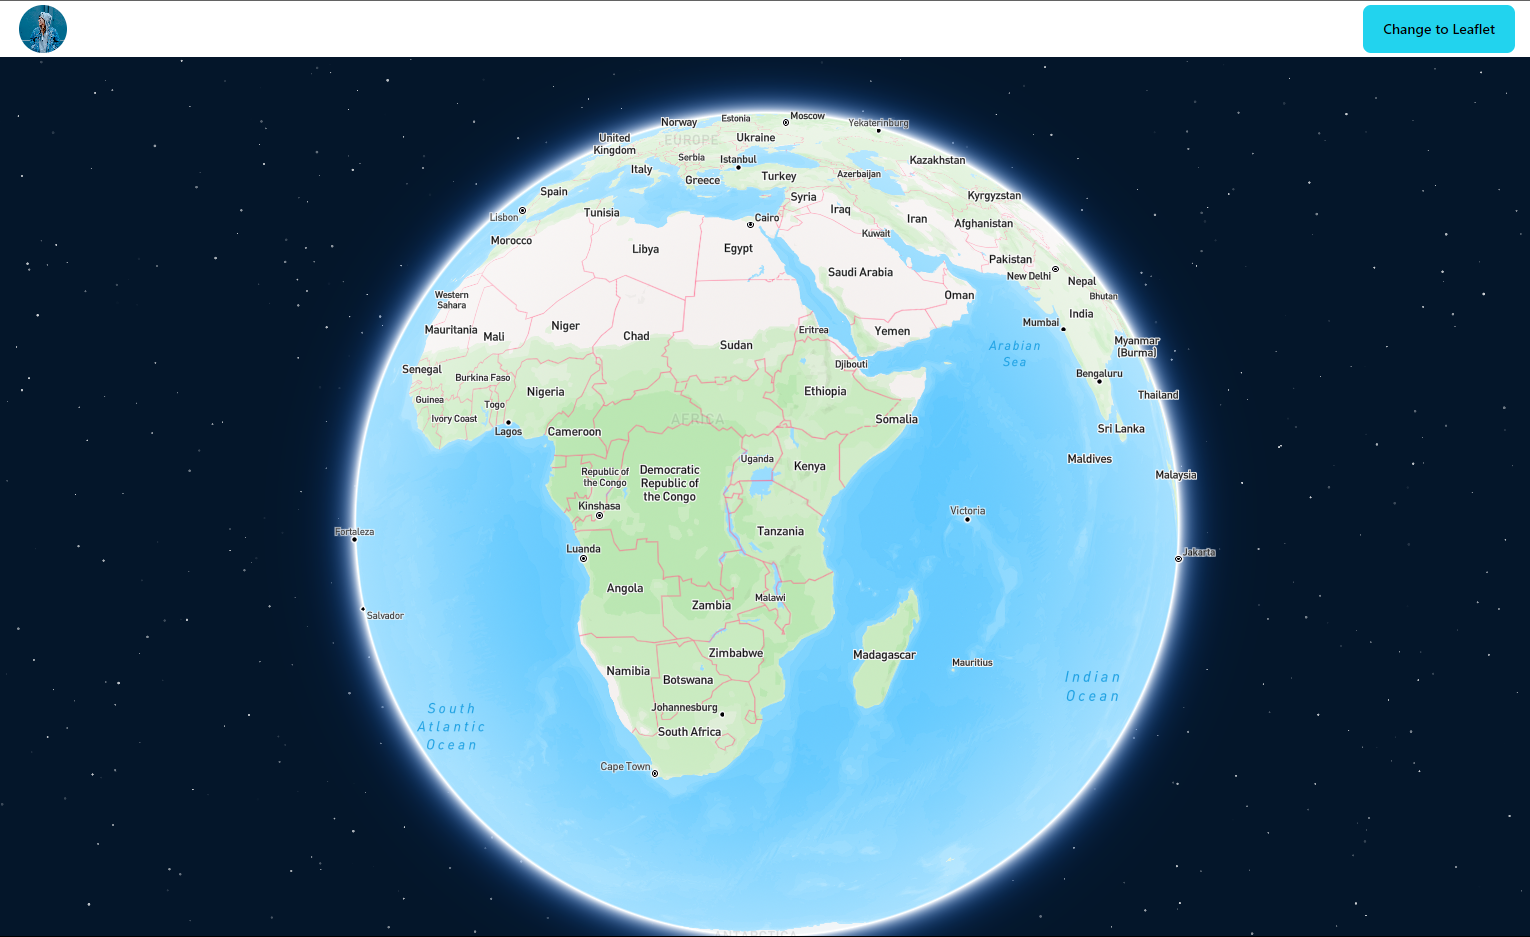 Change to Leaflet
Moscow
Estonia
Norway
Yekaterinburg
United
Kingdom
EUROPE
Ukraine
Serbia
Istanbul
Kazakhstan
Italy
Greece
Turkey
Azerbaijan
Spain
Syria
Kyrgyzstan
Lisbon
Tunisia
Cairo
Iraq
Iran
Afghanistan
Morocco
Libya
Egypt
Kuwait
Pakistan
Saudi Arabia
New Delhi
Nepal
Western
Sahara
Oman
Bhutan
India
Mauritania
Mali
Niger
Chad
Sudan
Eritrea
Yemen
Mumbai
Arabian
Sea
Myanmar
(Burma)
Senegal
Burkina Faso
Djibouti
Bengaluru
Guinea
Togo
Nigeria
Ethiopia
Thailand
Ivory Coast
Lagos
Cameroon
AFRICA
Somalia
Sri Lanka
Uganda
Kenya
Maldives
Republic of
the Congo
Democratic
Republic of
the Congo
Malaysia
Kinshasa
Victoria
Fortaleza
Tanzania
Luanda
Jakarta
Angola
Zambia
Malawi
Salvador
Zimbabwe
Madagascar
Mauritius
Namibia
Botswana
Indian
Ocean
South
Atlantic
Ocean
Johannesburg
South Africa
Cape Town
ANTARCTICA